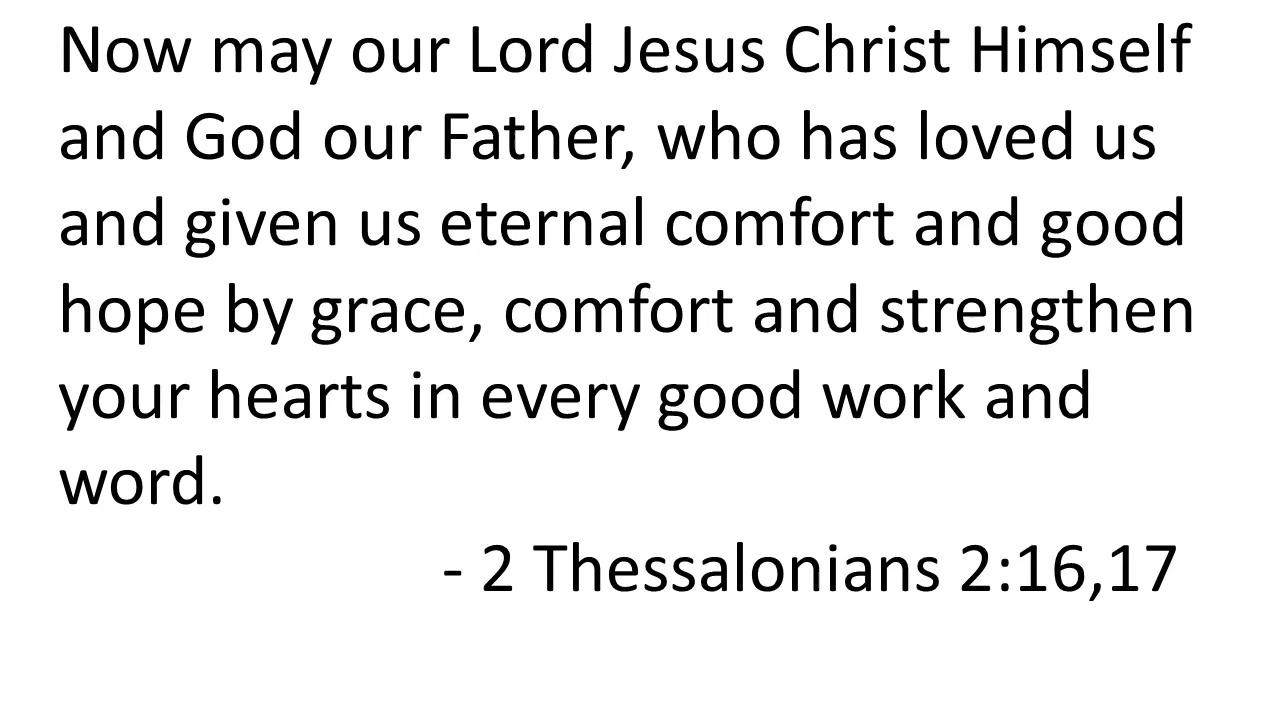 Now may our Lord Jesus Christ Himself
and God our Father, who has loved us
and given us eternal comfort and good
hope by grace, comfort and strengthen
your hearts in every good work and
word.
- 2 Thessalonians 2:16,17